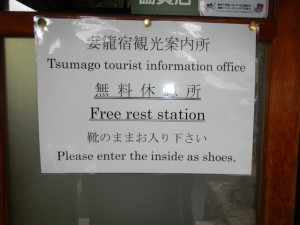 妻籠宿観光案内所
Tsumago tourist information office
無料休憩所
Free rest station
靴のままお入り下さい
Please enter the inside as shoes.